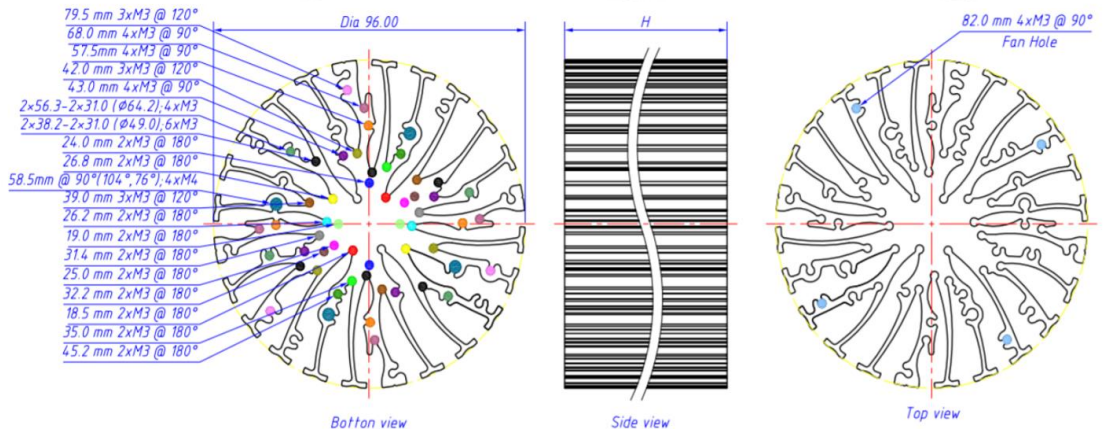 79.5 mm 3xM3 @ 120°
68.0 mm 4xM3 @ 90°
57.5mm 4xM3 @ 90°
42.0 mm 3xM3 @ 120°
43.0 mm 4xM3 @ 90°
2×56.3-2×31.0 (Φ64.2);4xM3
2×38.2-2×31.0 (Φ49.0);6xM3
24.0 mm 2xM3 @ 180°
26.8 mm 2xM3 @ 180°
58.5mm @ 90°(104°,76°);4xM4
39.0 mm 3xM3 @ 120°
26.2 mm 2xM3 @ 180°
19.0 mm 2xM3 @ 180°
31.4 mm 2xM3 @ 180°
25.0 mm 2xM3 @ 180°
32.2 mm 2xM3 @ 180°
18.5 mm 2xM3 @ 180°
35.0 mm 2xM3 @ 180°
45.2 mm 2xM3 @ 180°
Dia 96.00
H
82.0 mm 4xM3 @ 90°
Fan Hole
Botton view
Side view
Top view